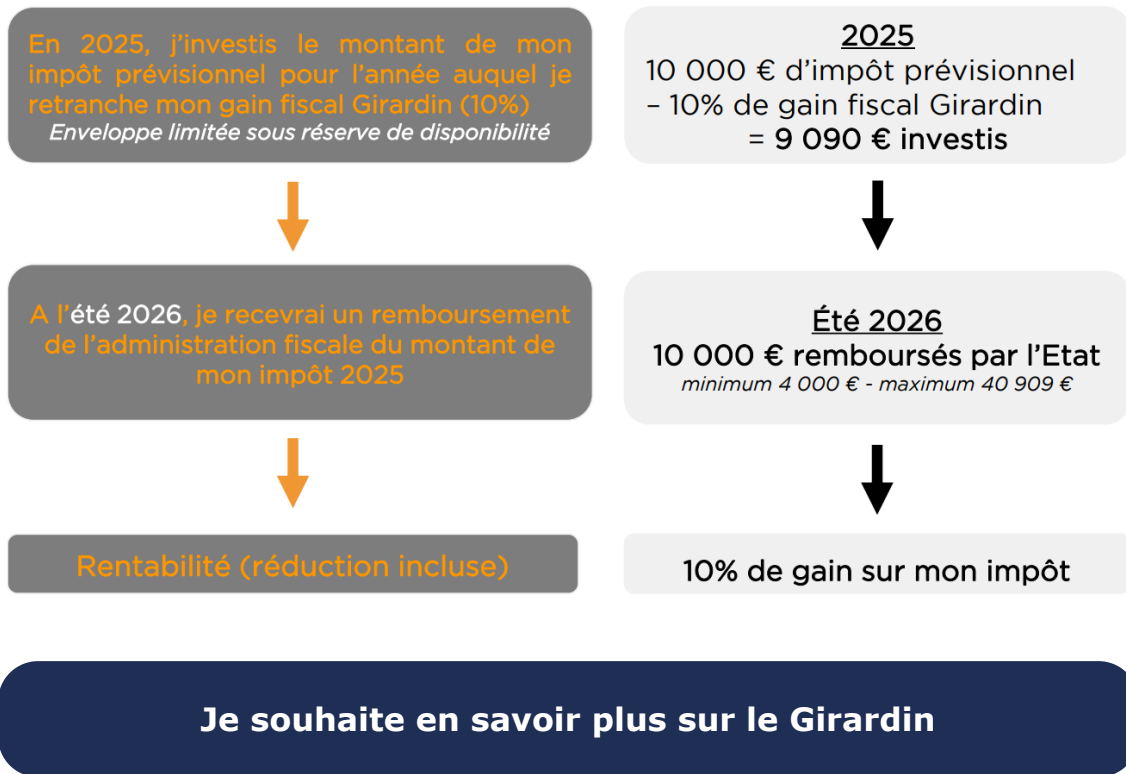 En 2025, j'investis le montant de mon
impôt prévisionnel pour l'année auquel je
retranche mon gain fiscal Girardin (10%)
Enveloppe limitée sous réserve de disponibilité
2025
10 000 € d'impôt prévisionnel
– 10% de gain fiscal Girardin
= 9 090 € investis
A l'été 2026, je recevrai un remboursement
de l'administration fiscale du montant de
mon impôt 2025
Été 2026
10 000 € remboursés par l'Etat
minimum 4 000 € - maximum 40 909 €
Rentabilité (réduction incluse)
10% de gain sur mon impôt
Je souhaite en savoir plus sur le Girardin